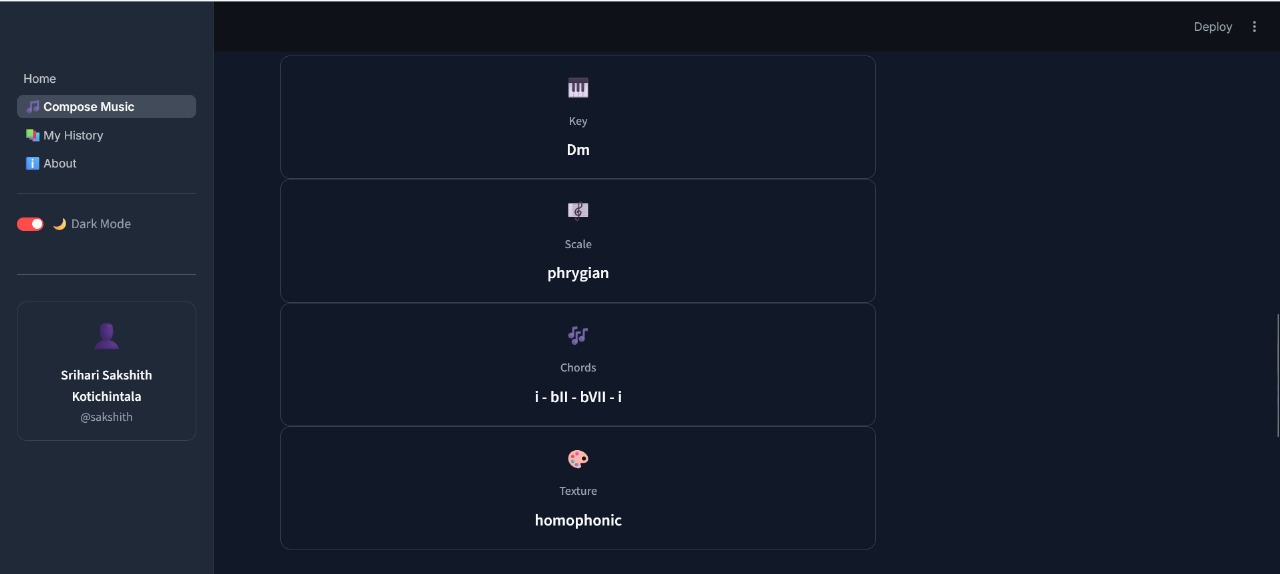 Deploy
Home
Compose Music
My History
About
Dark Mode
Srihari Sakshith
Kotichintala
@sakshith
Key
Dm
Scale
phrygian
Chords
i - bII - bVII - i
Texture
homophonic